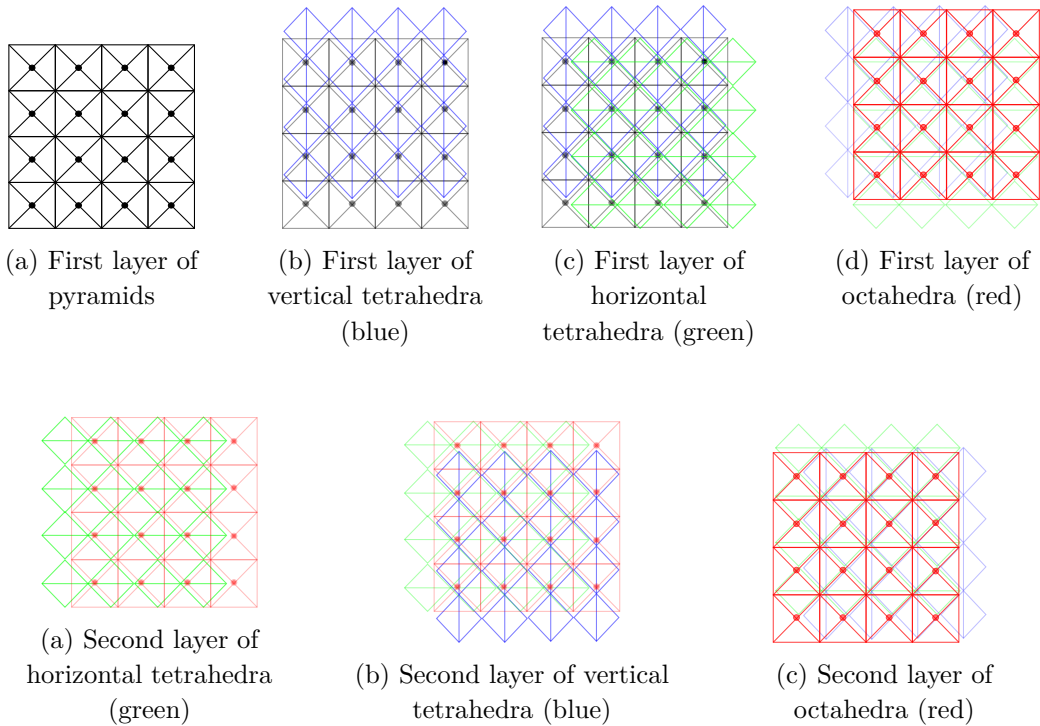 (a) First layer of
pyramids
(b) First layer of
vertical tetrahedra
(blue)
(c) First layer of
horizontal
tetrahedra (green)
(d) First layer of
octahedra (red)
(a) Second layer of
horizontal tetrahedra
(green)
(b) Second layer of vertical
tetrahedra (blue)
(c) Second layer of
octahedra (red)